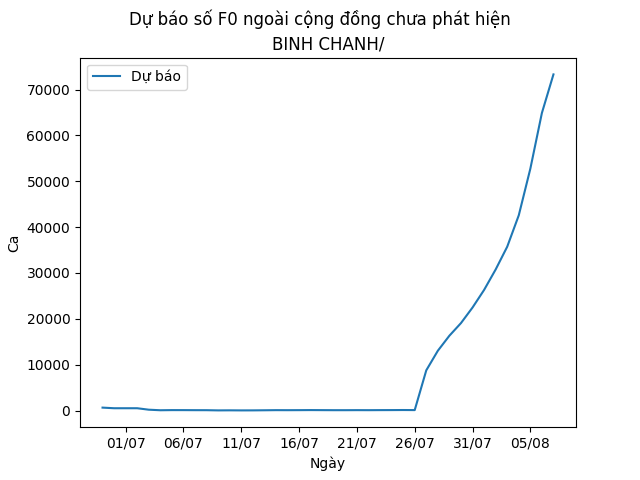 Dự báo số F0 ngoài cộng đồng chưa phát hiện
BINH CHANH/
Dự báo
70000
60000
50000
40000
30000
20000
10000
0
Ca
01/07 06/07 11/07 16/07 21/07 26/07 31/07 05/08
Ngày